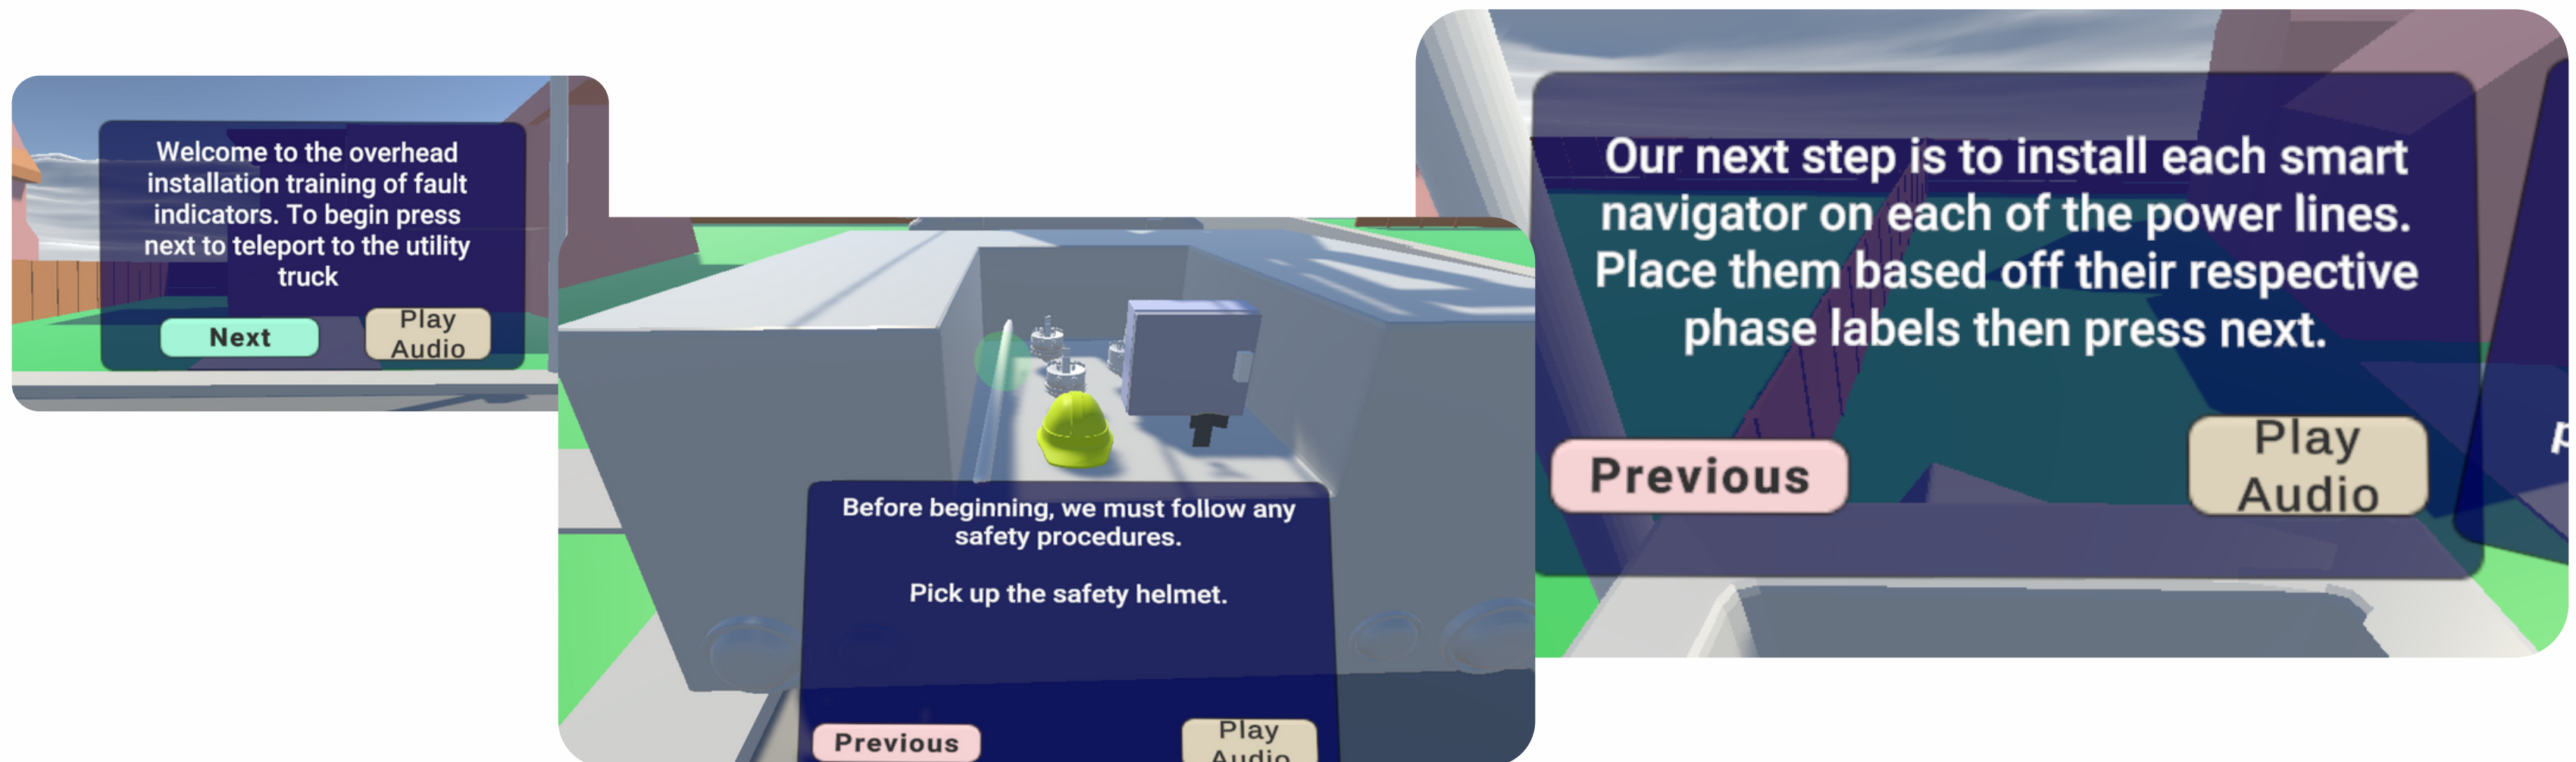 Welcome to the overhead
installation training of fault
indicators. To begin press
next to teleport to the utility
truck
Next
Play
Audio
Before beginning, we must follow any
safety procedures.
Pick up the safety helmet.
Previous
Play
Audio
Our next step is to install each smart
navigator on each of the power lines.
Place them based off their respective
phase labels then press next.
Previous
Play
Audio